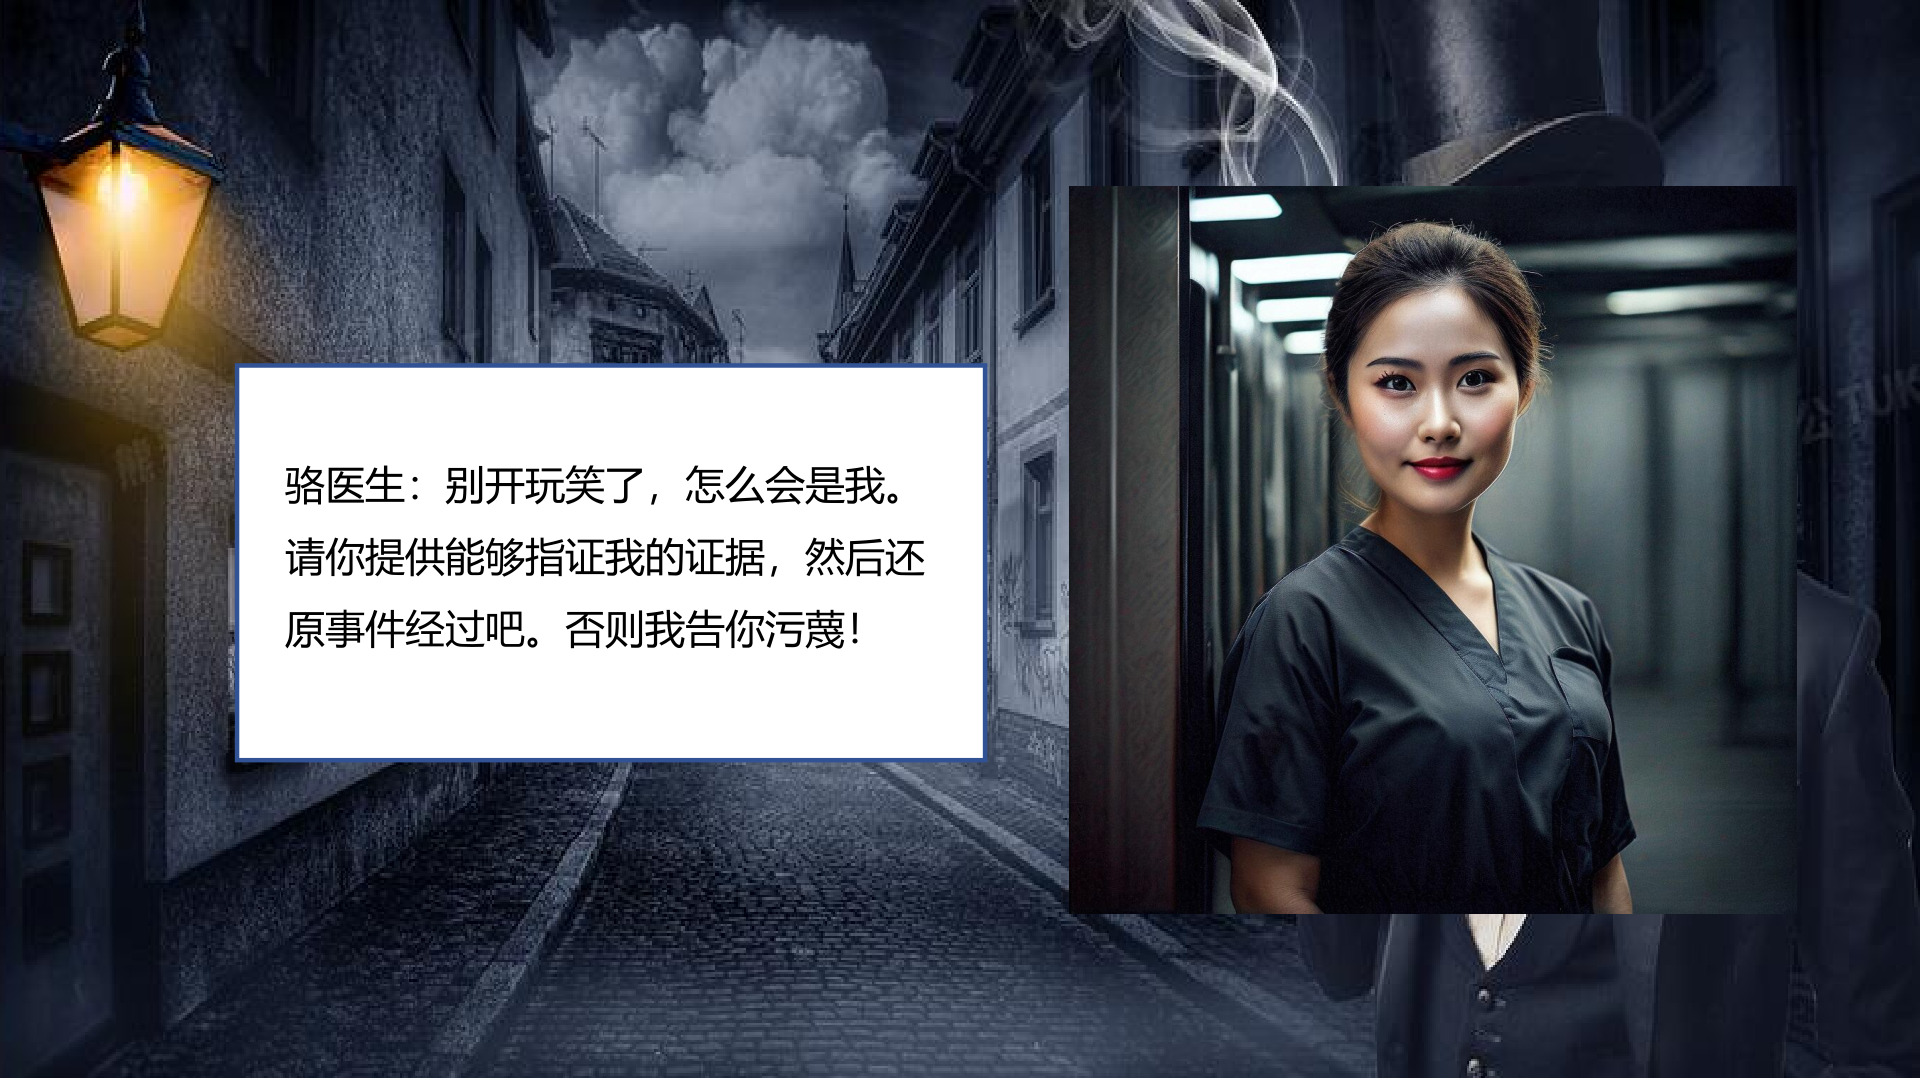 骆医生：别开玩笑了，怎么会是我。
请你提供能够指证我的证据，然后还
原事件经过吧。否则我告你污蔑！